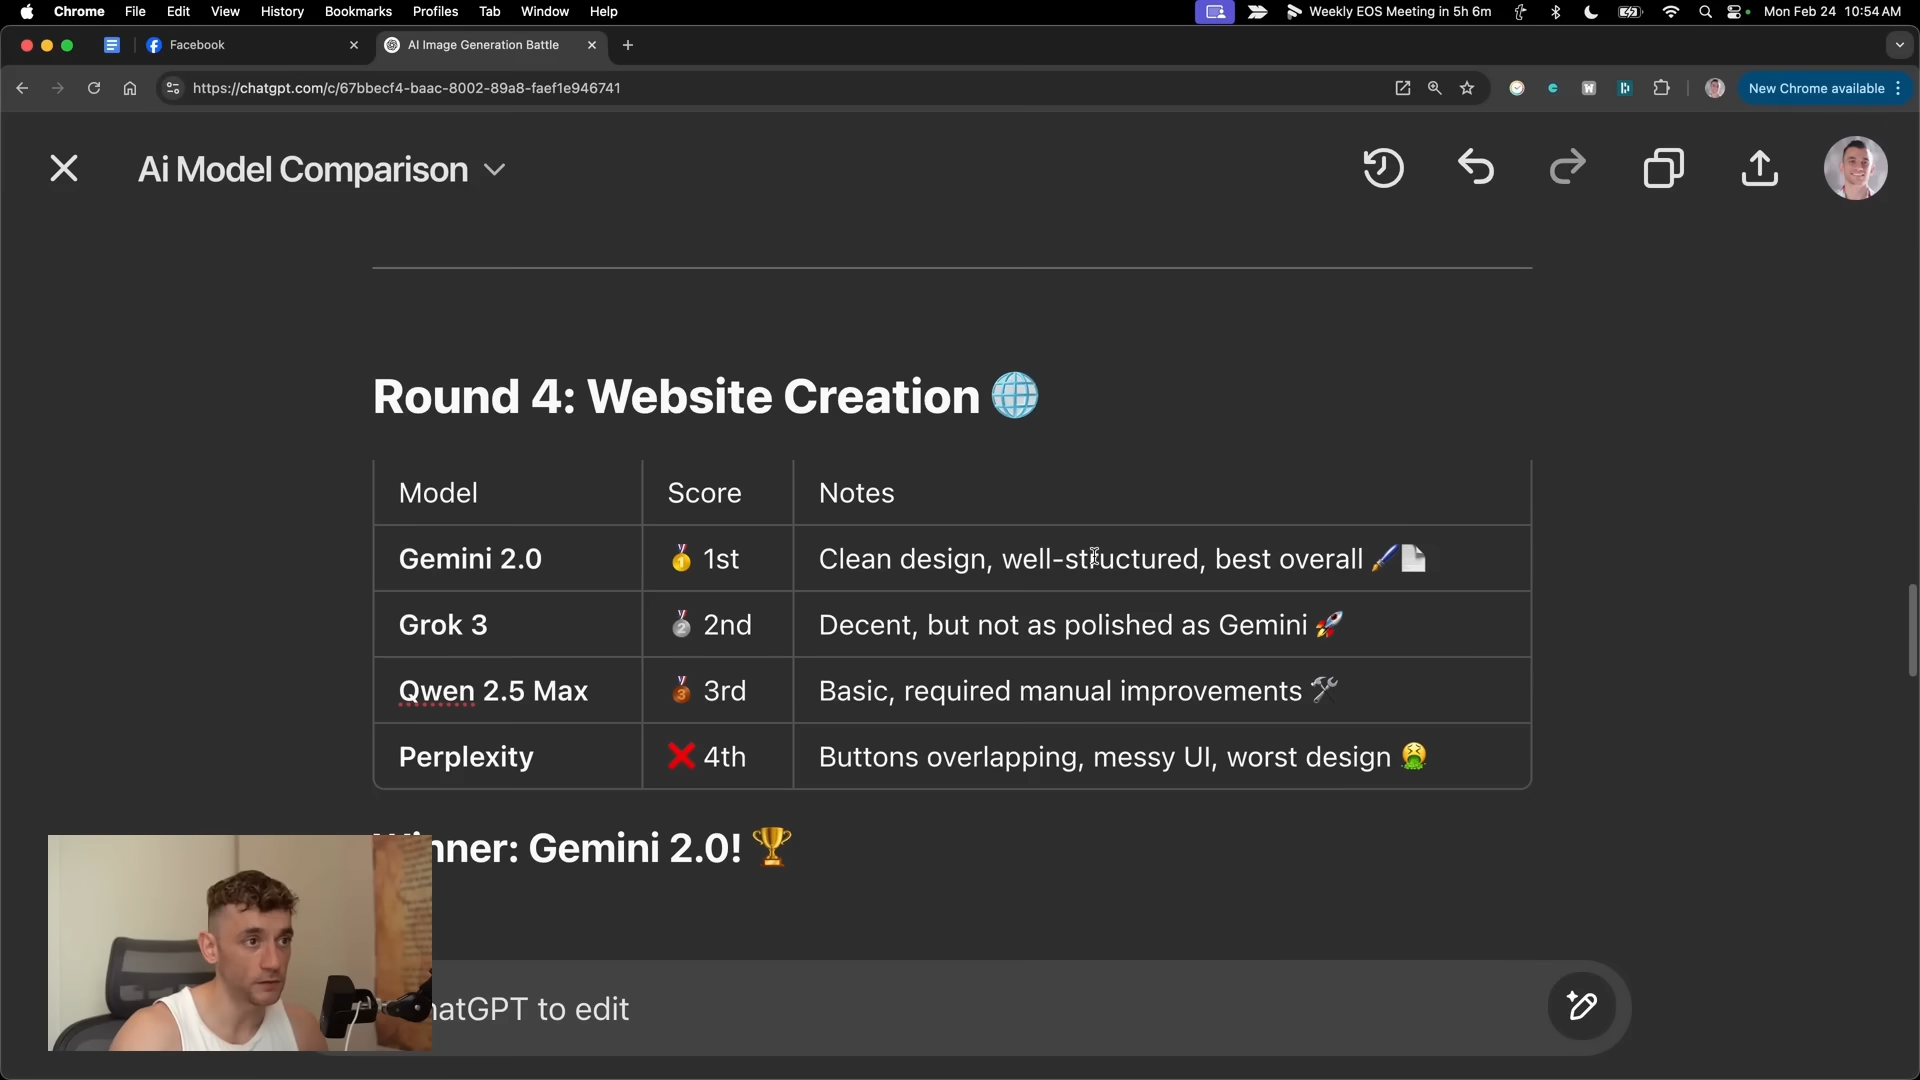 Chrome File Edit View History Bookmarks Profiles Tab Window Help Weekly EOS Meeting in 5h 6m Mon Feb 24 10:54 AM
Facebook AI Image Generation Battle
https://chatgpt.com/c/67bbecf4-baac-8002-89a8-faef1e946741 New Chrome available
Ai Model Comparison
Round 4: Website Creation 🌐
Model Score Notes
Gemini 2.0 🥇 1st Clean design, well-structured, best overall 🖌️📄
Grok 3 🥈 2nd Decent, but not as polished as Gemini 🚀
Qwen 2.5 Max 🥉 3rd Basic, required manual improvements 🛠️
Perplexity ❌ 4th Buttons overlapping, messy UI, worst design 🤮
nner: Gemini 2.0! 🏆
hatGPT to edit